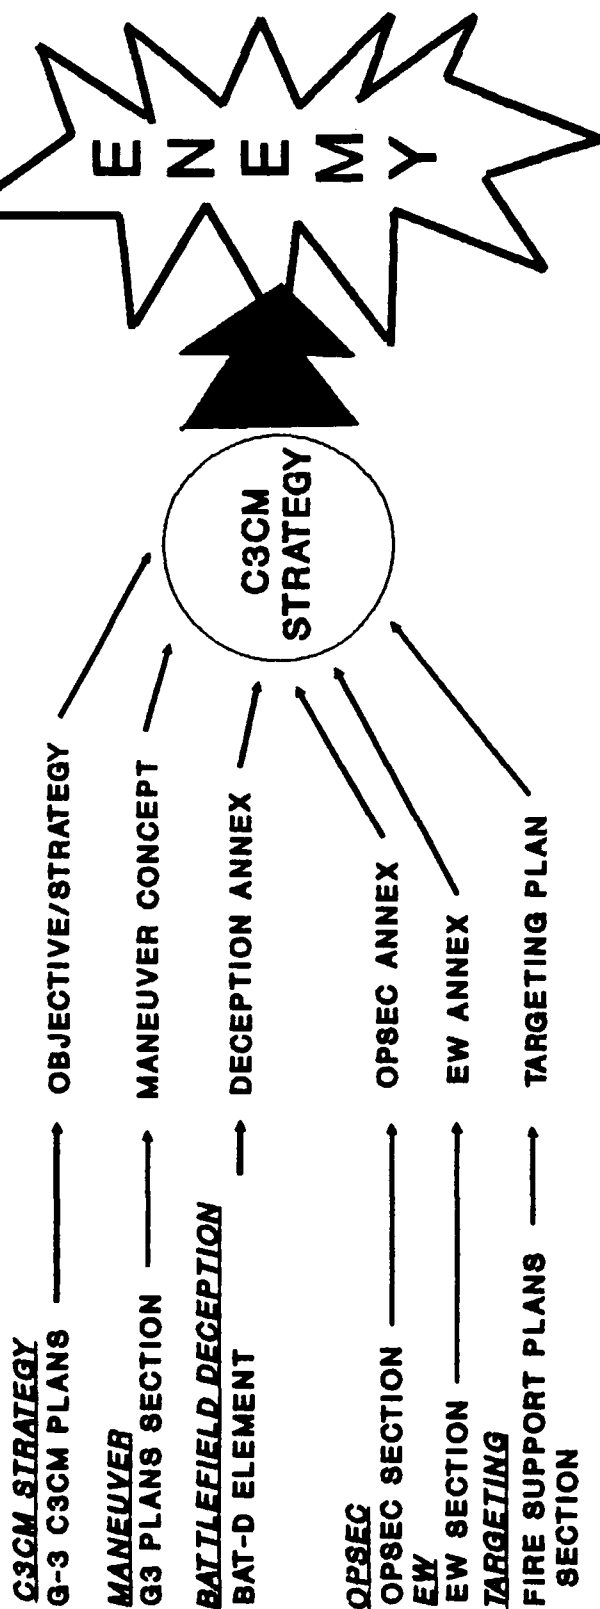 C3CM STRATEGY
G-3 C3CM PLANS → OBJECTIVE/STRATEGY
MANEUVER
G3 PLANS SECTION → MANEUVER CONCEPT
BATTLEFIELD DECEPTION
BAT-D ELEMENT → DECEPTION ANNEX
OPSEC
OPSEC SECTION → OPSEC ANNEX
EW
EW SECTION → EW ANNEX
TARGETING
FIRE SUPPORT PLANS → TARGETING PLAN
SECTION
C3CM
STRATEGY
ENEMY